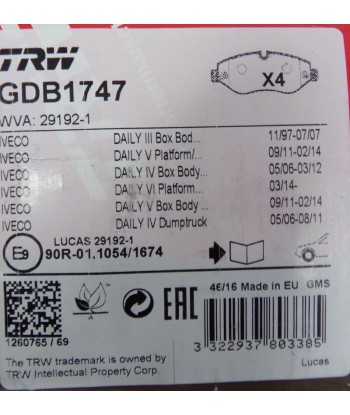 TRW
GDB1747
X4
WVA: 29192-1
IVECO DAILY III Box Bod... 11/97-07/07
IVECO DAILY V Platform/... 09/11-02/14
IVECO DAILY IV Box Body... 05/06-03/12
IVECO DAILY VI Platform... 03/14-
IVECO DAILY V Box Body ... 09/11-02/14
IVECO DAILY IV Dumptruck 05/06-08/11
E9
LUCAS 29192-1
90R-01.1054/1674
1260765 / 69
A
EAC
46/16 Made in EU GMS
3 322937 803385
The TRW trademark is owned by
TRW Intellectual Property Corp.
Lucas